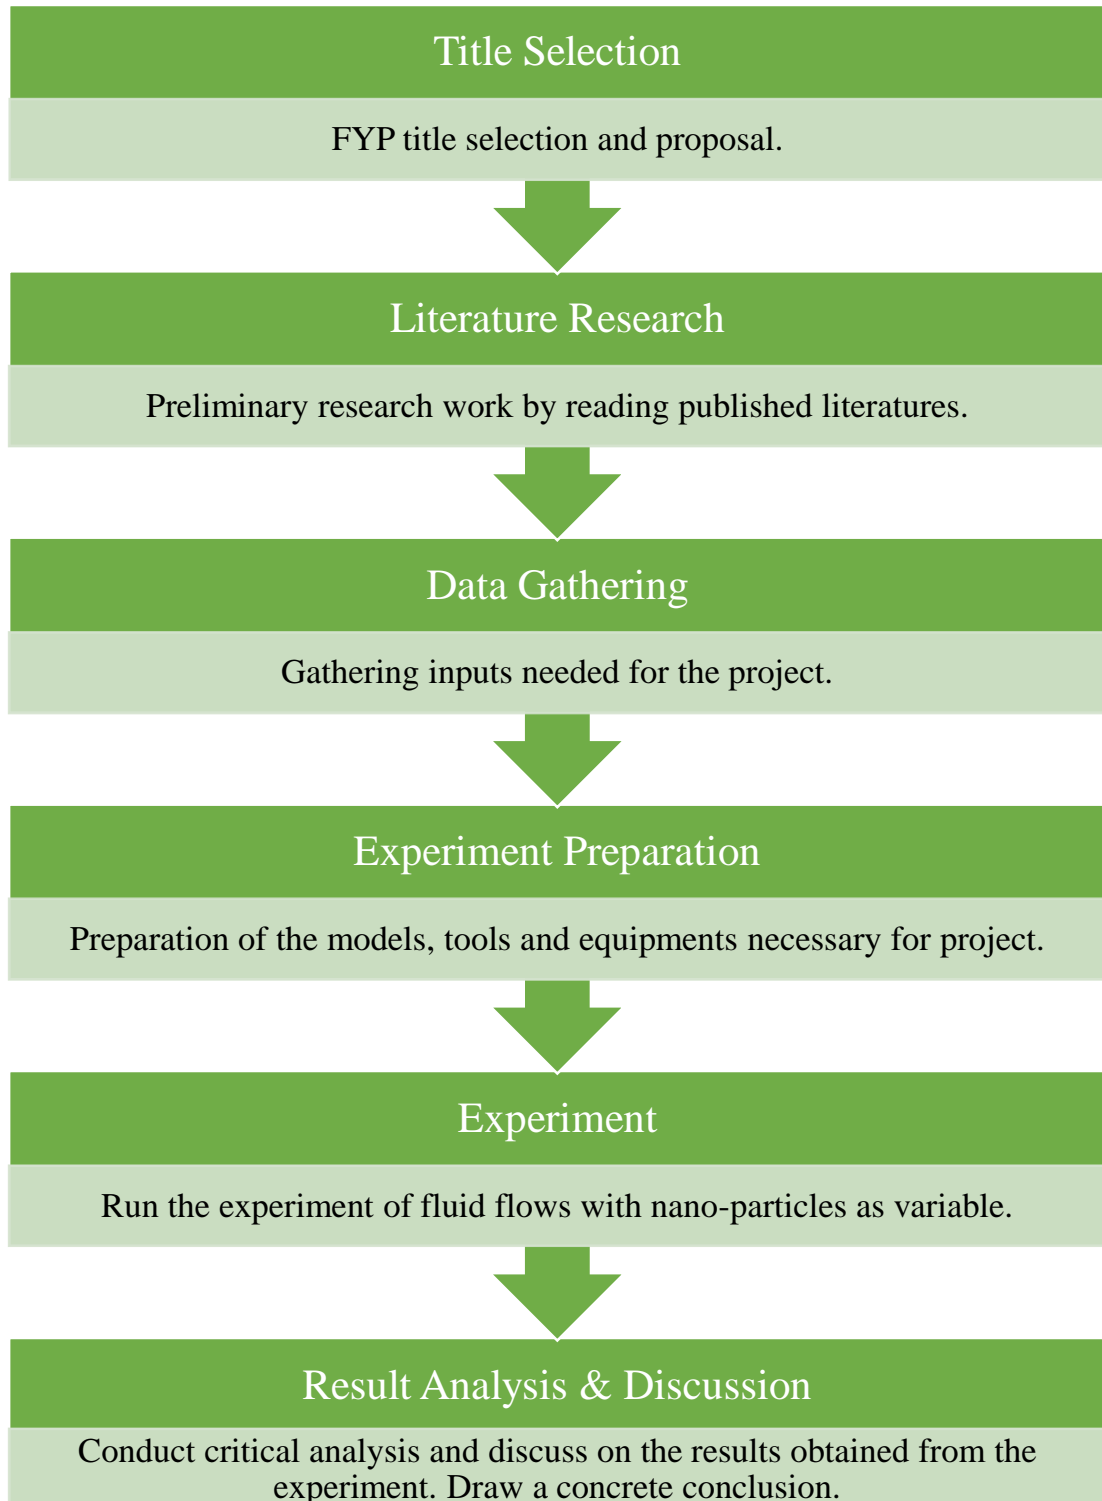 Title Selection
FYP title selection and proposal.
Literature Research
Preliminary research work by reading published literatures.
Data Gathering
Gathering inputs needed for the project.
Experiment Preparation
Preparation of the models, tools and equipments necessary for project.
Experiment
Run the experiment of fluid flows with nano-particles as variable.
Result Analysis & Discussion
Conduct critical analysis and discuss on the results obtained from the
experiment. Draw a concrete conclusion.